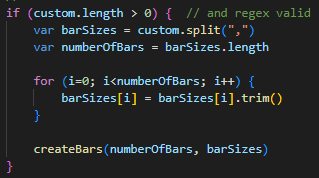 if (custom.length > 0) {  // and regex valid
    var barSizes = custom.split(",")
    var numberOfBars = barSizes.length

    for (i=0; i<numberOfBars; i++) {
        barSizes[i] = barSizes[i].trim()
    }

    createBars(numberOfBars, barSizes)
}